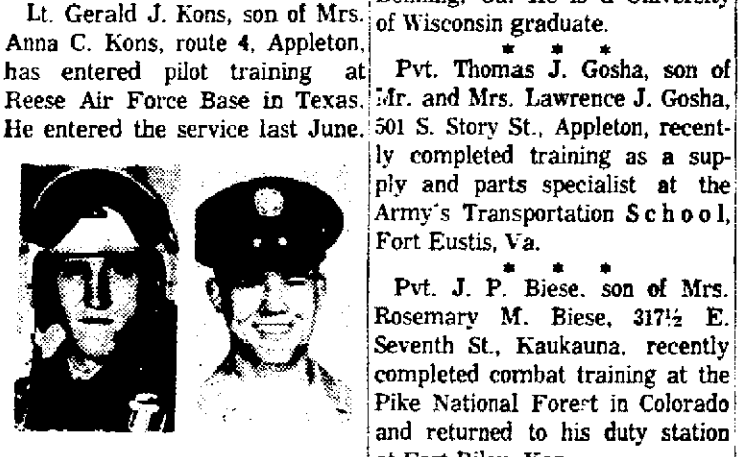 Lt. Gerald J. Kons, son of Mrs.
Anna C. Kons, route 4, Appleton,
has entered pilot training at
Reese Air Force Base in Texas.
He entered the service last June.
of Wisconsin graduate.
* * *
Pvt. Thomas J. Gosha, son of
Mr. and Mrs. Lawrence J. Gosha,
501 S. Story St., Appleton, recent-
ly completed training as a sup-
ply and parts specialist at the
Army's Transportation School,
Fort Eustis, Va.
* * *
Pvt. J. P. Biese, son of Mrs.
Rosemary M. Biese, 317½ E.
Seventh St., Kaukauna, recently
completed combat training at the
Pike National Forest in Colorado
and returned to his duty station